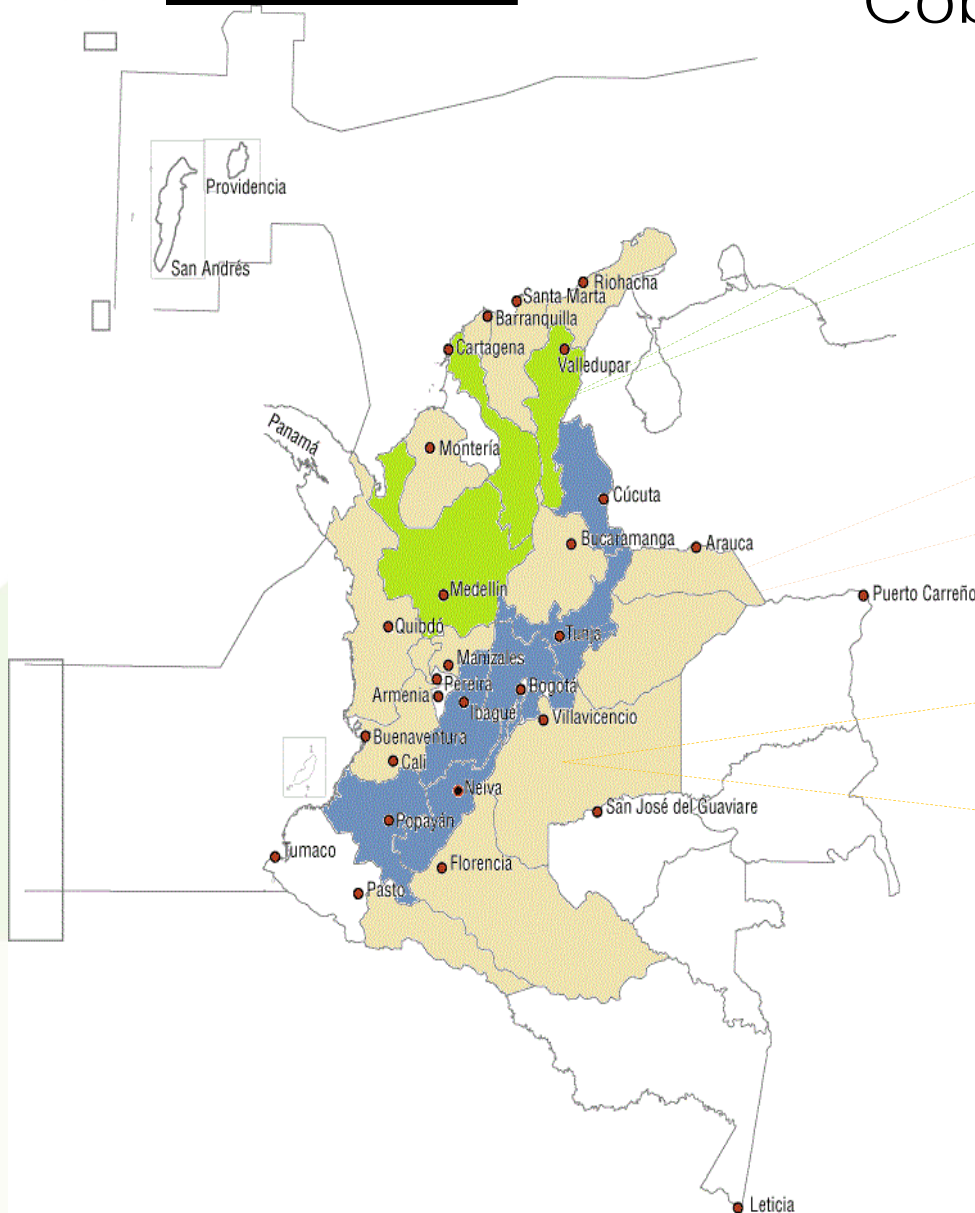 Cob
Providencia
San Andrés
Riohacha
Santa Marta
Barranquilla
Cartagena
Valledupar
Panamá
Montería
Cúcuta
Bucaramanga
Arauca
Medellín
Puerto Carreño
Quibdó
Tunja
Manizales
Pereira
Bogotá
Armenia
Ibagué
Villavicencio
Buenaventura
Cali
Neiva
San José del Guaviare
Popayán
Tumaco
Florencia
Pasto
Leticia